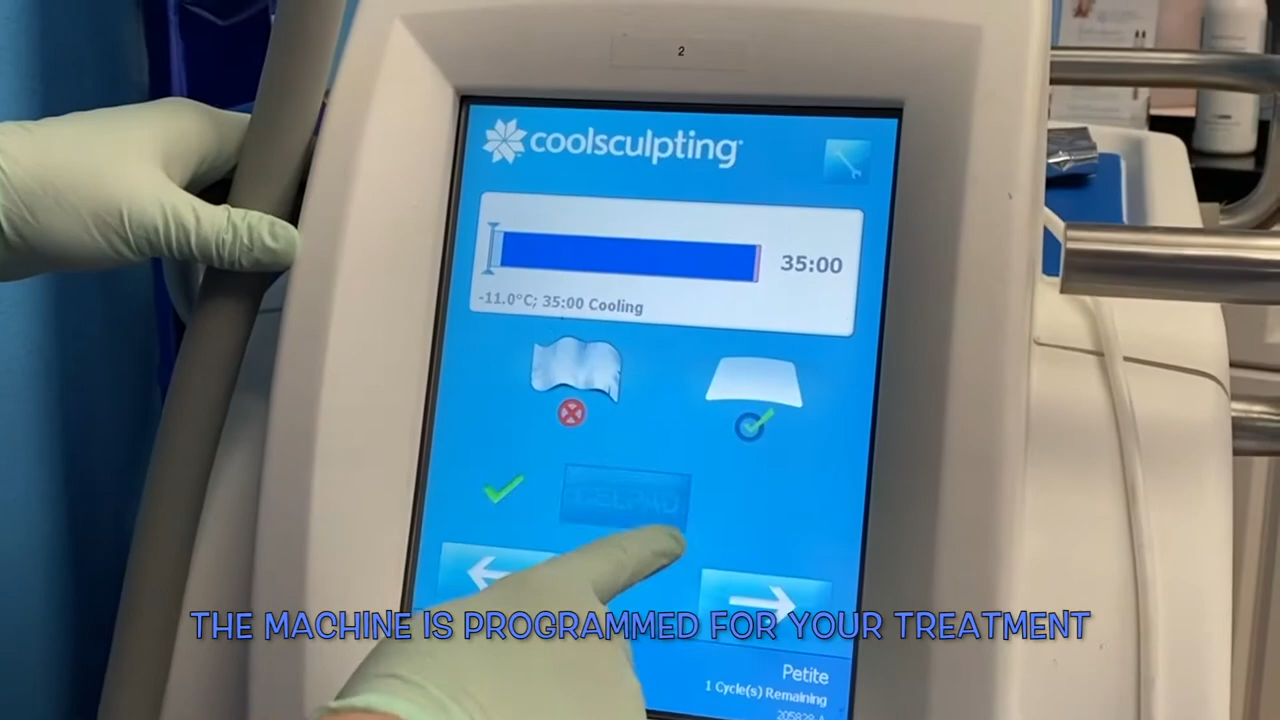 2
coolsculpting
35:00
-11.0°C; 35:00 Cooling
GELPAD
THE MACHINE IS PROGRAMMED FOR YOUR TREATMENT
Petite
1 Cycle(s) Remaining